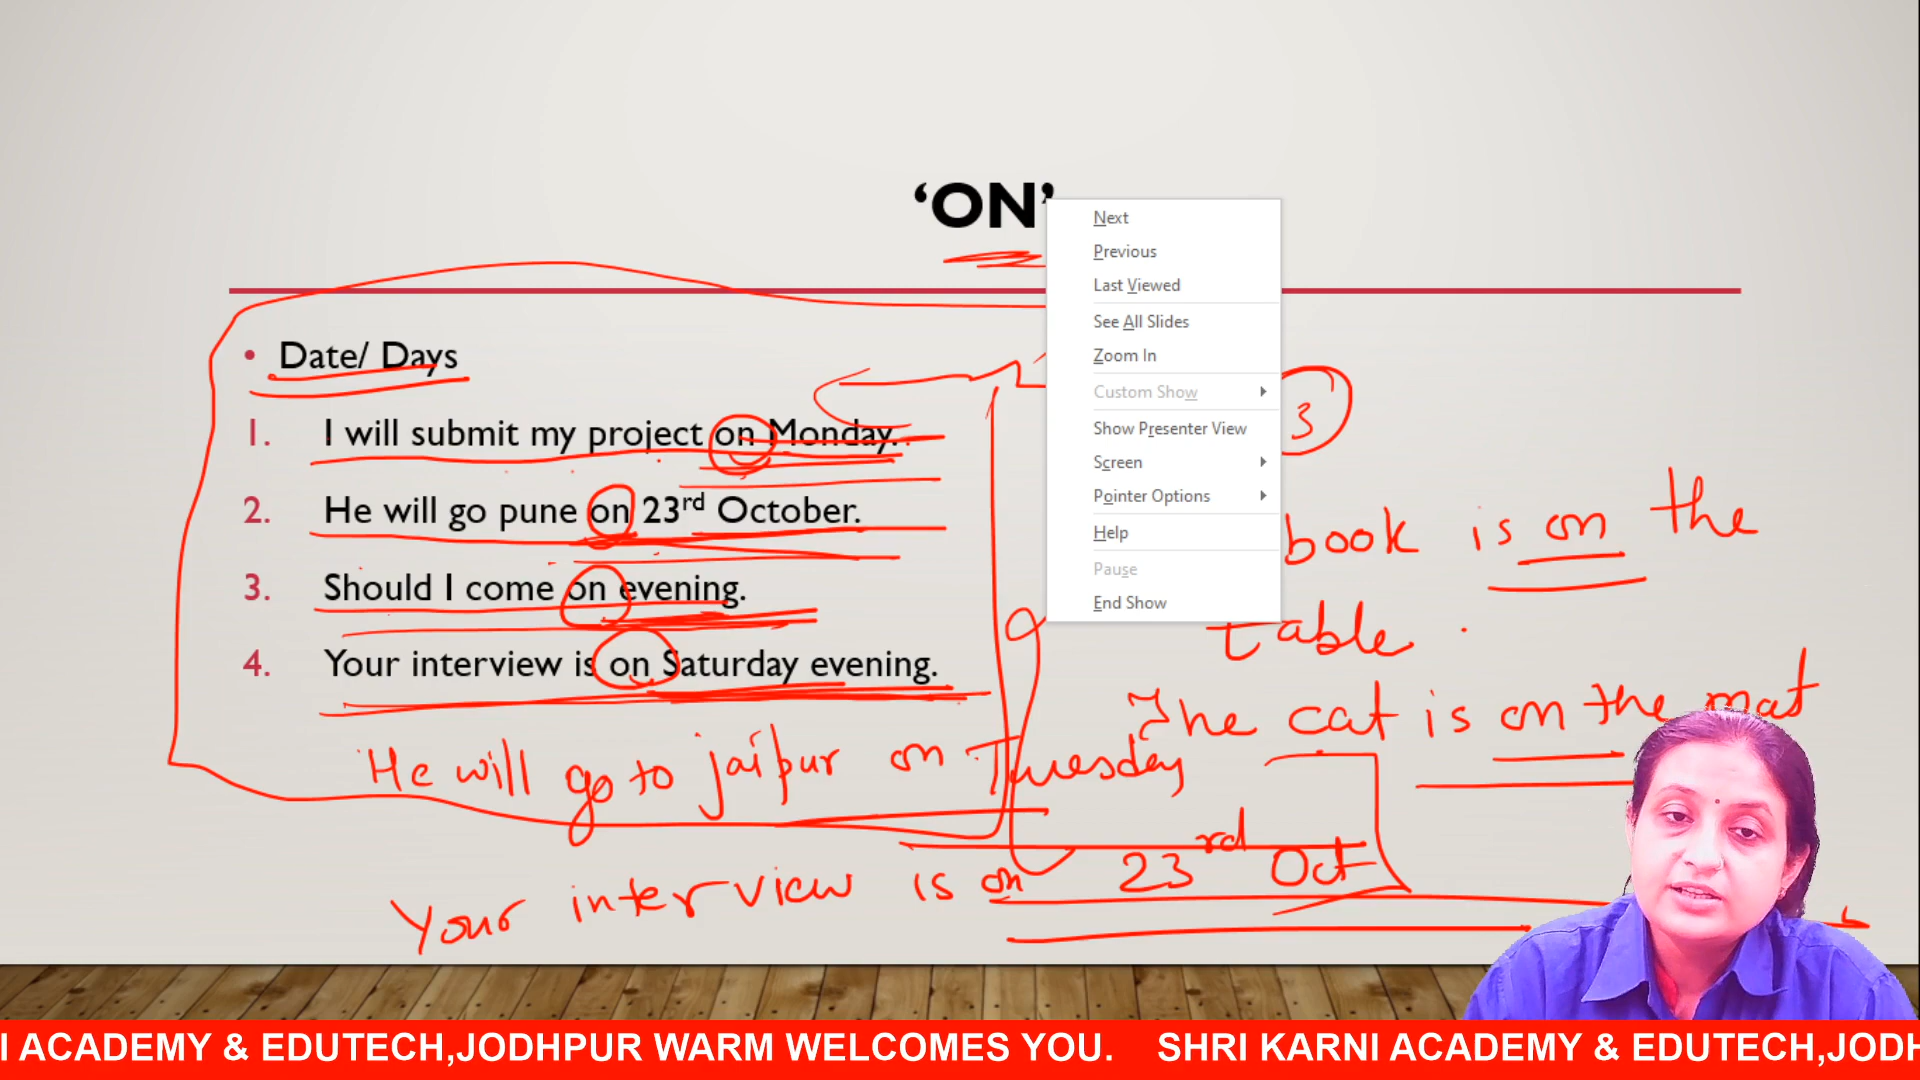 ‘ON’
Next
Previous
Last Viewed
See All Slides
Zoom In
Custom Show
Show Presenter View
Screen
Pointer Options
Help
Pause
End Show
• Date/ Days
1. I will submit my project on Monday.
2. He will go pune on 23rd October.
3. Should I come on evening.
4. Your interview is on Saturday evening.
He will go to jaipur on Tuesday
Your interview is on 23rd Oct
3
book is on the
table.
The cat is on the mat
I ACADEMY & EDUTECH,JODHPUR WARM WELCOMES YOU. SHRI KARNI ACADEMY & EDUTECH,JODH